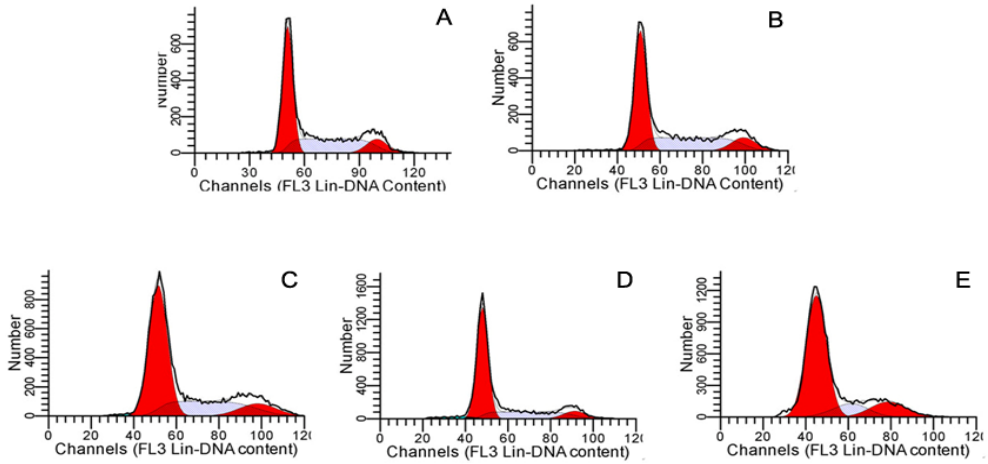 A
Number
0 200 400 600
0 30 60 90 120
Channels (FL3 Lin-DNA Content)
B
Number
0 200 400 600
0 20 40 60 80 100
Channels (FL3 Lin-DNA Content)
C
Number
0 200 400 600 800
0 20 40 60 80 100
Channels (FL3 Lin-DNA content)
D
Number
0 400 800 1200 1600
0 20 40 60 80 100
Channels (FL3 Lin-DNA content)
E
Number
0 300 600 900 1200
0 20 40 60 80 100 120
Channels (FL3 Lin-DNA content)